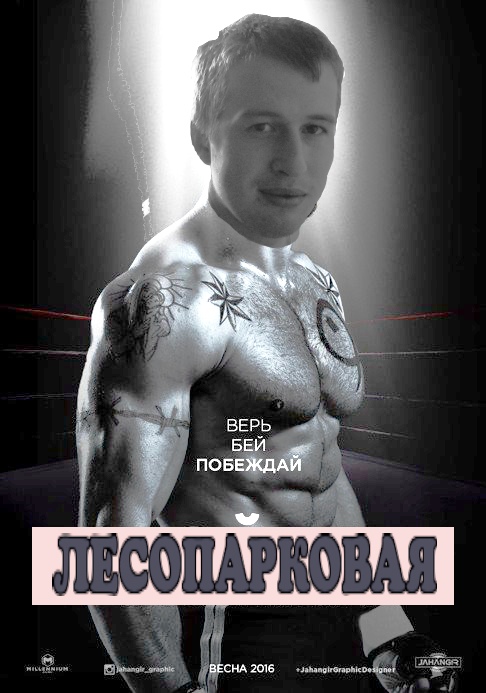 ВЕРЬ
БЕЙ
ПОБЕЖДАЙ
ЛЕСОПАРКОВАЯ
MILLENNIUM
jahangir_graphic
ВЕСНА 2016
+JahangirGraphicDesigner
JAHANGIR